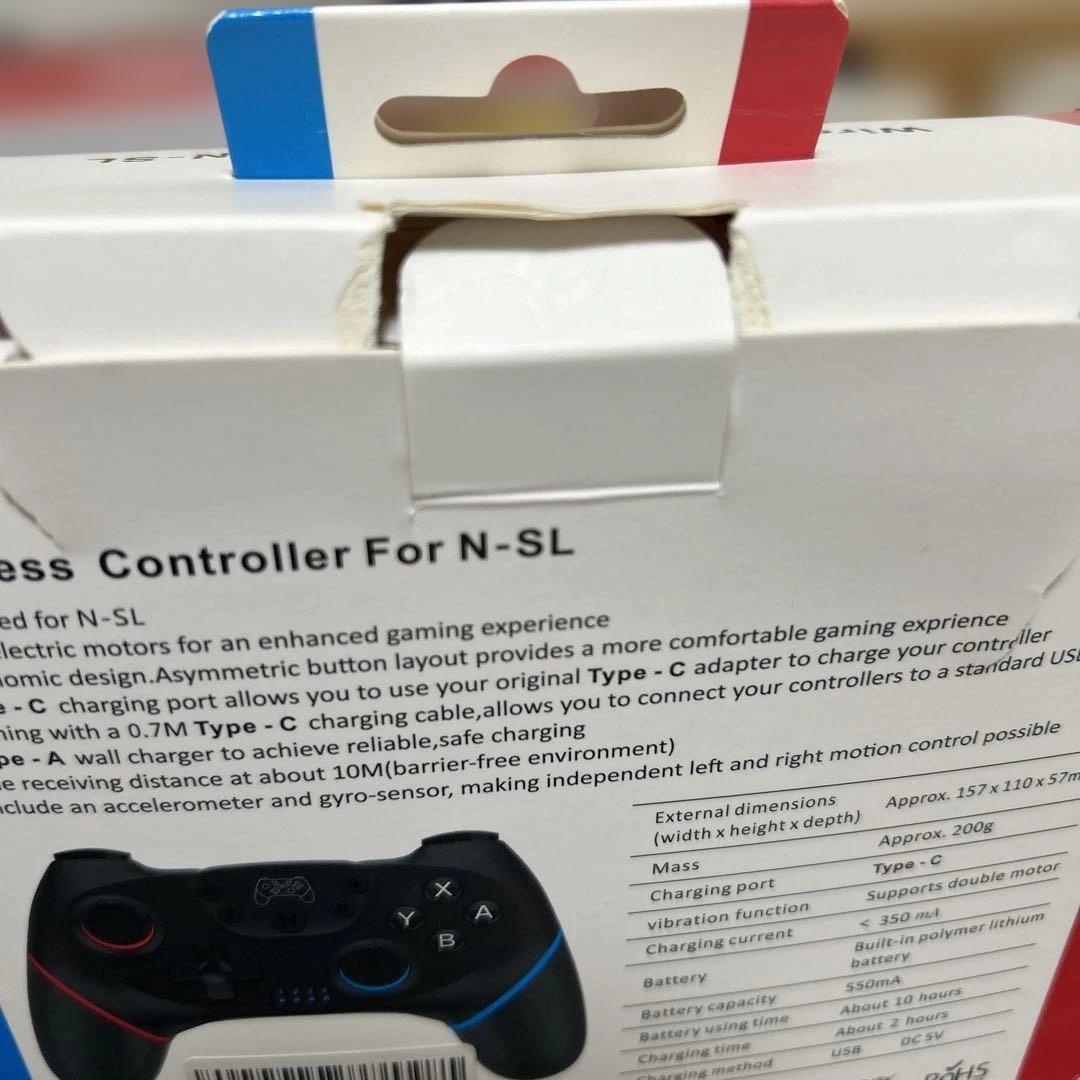 N-SL
ess Controller For N-SL
ed for N-SL
lectric motors for an enhanced gaming experience
omic design.Asymmetric button layout provides a more comfortable gaming exprience
e - C charging port allows you to use your original Type - C adapter to charge your controller
ning with a 0.7M Type - C charging cable,allows you to connect your controllers to a standard USB
pe - A wall charger to achieve reliable,safe charging
e receiving distance at about 10M(barrier-free environment)
nclude an accelerometer and gyro-sensor, making independent left and right motion control possible
External dimensions
(width x height x depth) Approx. 157 x 110 x 57m
Mass Approx. 200g
Charging port Type - C
vibration function Supports double motor
Charging current < 350 mA
Battery Built-in polymer lithium
battery
Battery capacity 550mA
Battery using time About 10 hours
Charging time About 2 hours
Charging method USB DC 5V
RoHS
X
Y
A
B